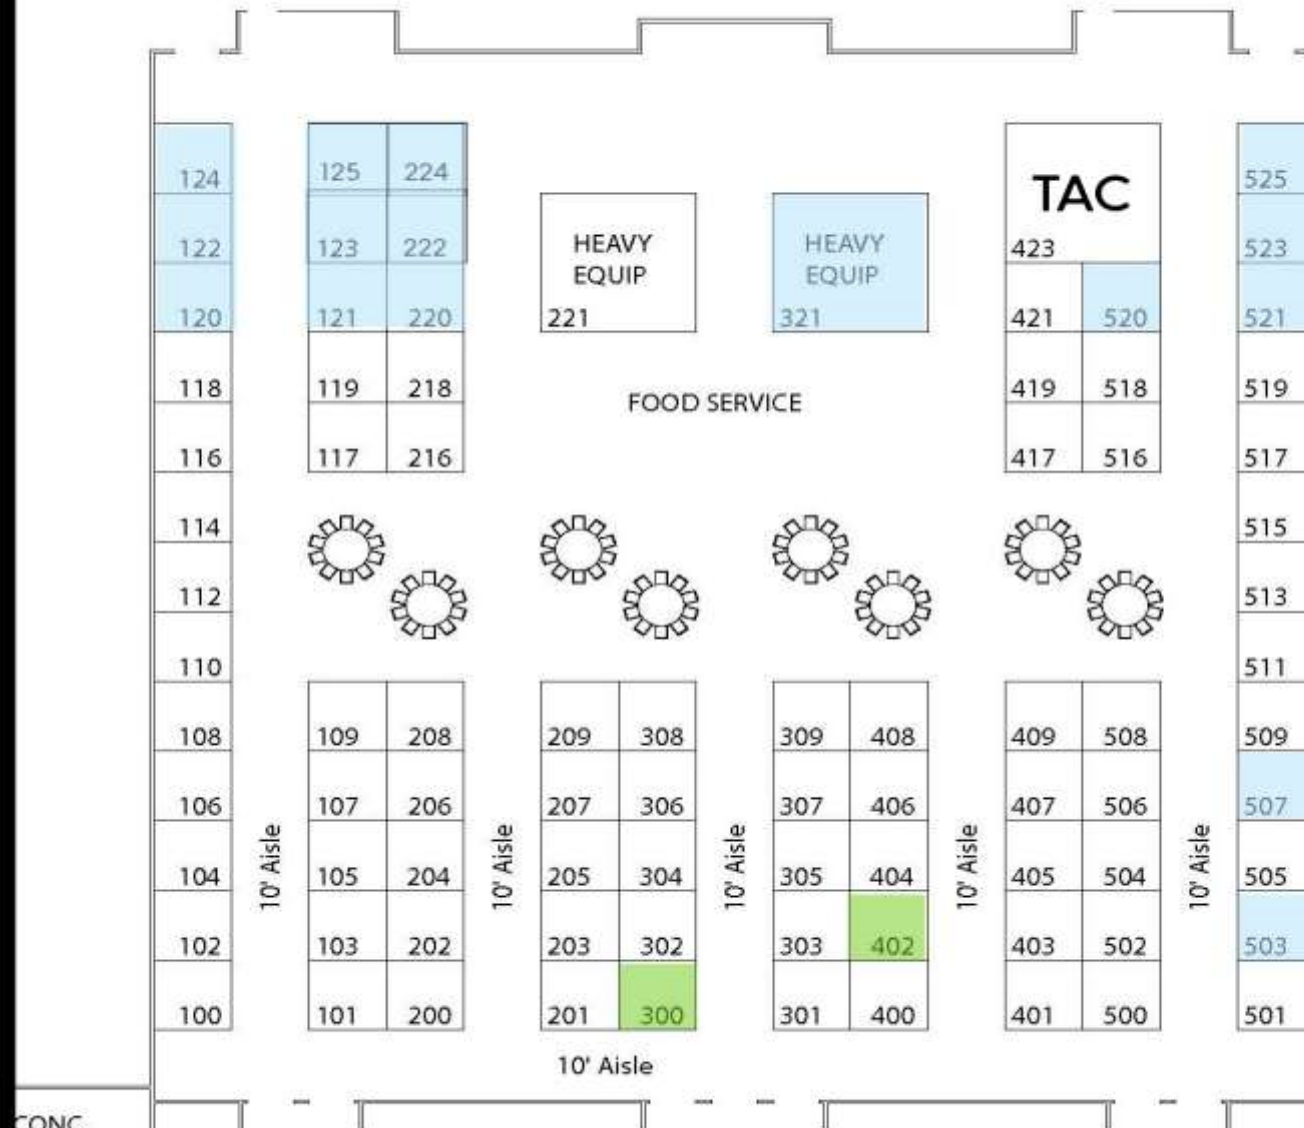 125 224
124 525
TAC
HEAVY HEAVY
122 123 222 423 523
EQUIP EQUIP
120 121 220 221 321 421 520 521
118 119 218 419 518 519
FOOD SERVICE
116 117 216 417 516 517
114 515
112 513
110 511
108 109 208 209 308 309 408 409 508 509
106 107 206 207 306 307 406 407 506 507
10' Aisle 10' Aisle 10' Aisle 10' Aisle 10' Aisle
104 105 204 205 304 305 404 405 504 505
102 103 202 203 302 303 402 403 502 503
100 101 200 201 300 301 400 401 500 501
10' Aisle
CONC